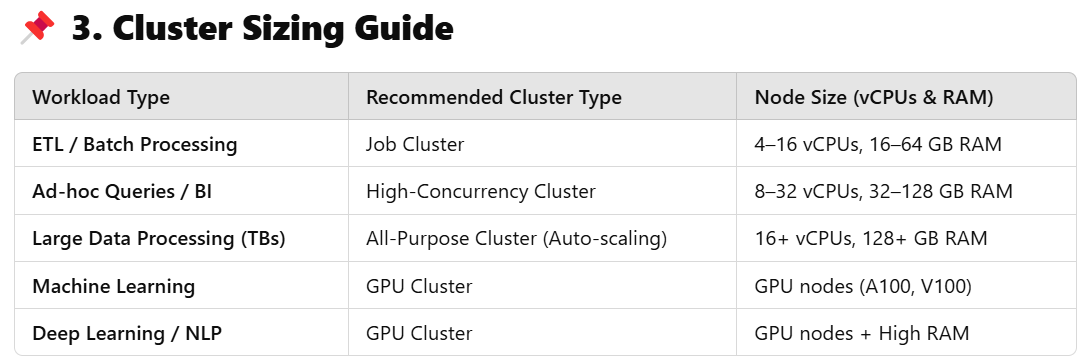 📌 3. Cluster Sizing Guide
Workload Type Recommended Cluster Type Node Size (vCPUs & RAM)
ETL / Batch Processing Job Cluster 4–16 vCPUs, 16–64 GB RAM
Ad-hoc Queries / BI High-Concurrency Cluster 8–32 vCPUs, 32–128 GB RAM
Large Data Processing (TBs) All-Purpose Cluster (Auto-scaling) 16+ vCPUs, 128+ GB RAM
Machine Learning GPU Cluster GPU nodes (A100, V100)
Deep Learning / NLP GPU Cluster GPU nodes + High RAM